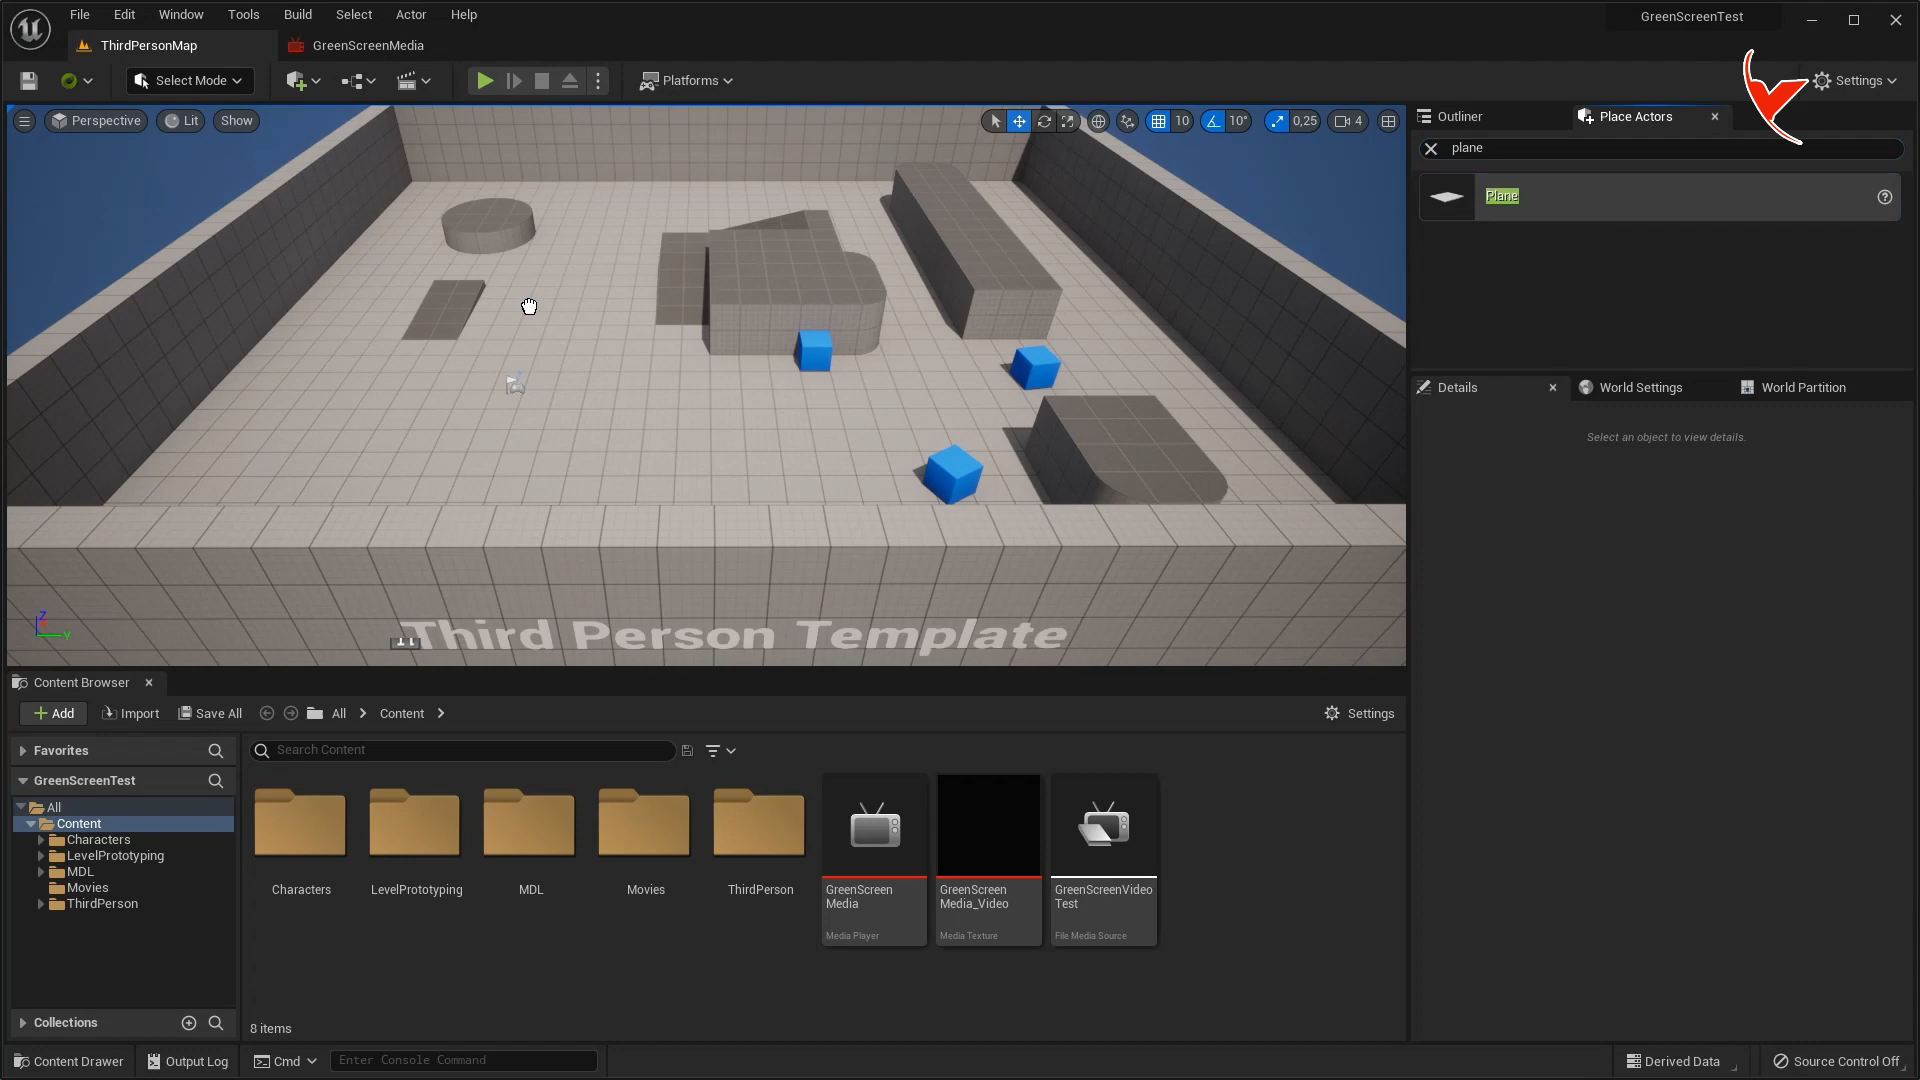 File Edit Window Tools Build Select Actor Help
GreenScreenTest
ThirdPersonMap GreenScreenMedia
Select Mode Platforms Settings
Perspective Lit Show 10 10° 0,25 4
Outliner Place Actors
plane
Plane
Details World Settings World Partition
Select an object to view details.
Third Person Template
Z
Y
Content Browser
Add Import Save All All Content Settings
Favorites
Search Content
GreenScreenTest
All
Content
Characters
LevelPrototyping
MDL
Movies
ThirdPerson
Characters LevelPrototyping MDL Movies ThirdPerson
GreenScreen
Media
Media Player
GreenScreen
Media_Video
Media Texture
GreenScreenVideo
Test
File Media Source
Collections
8 items
Content Drawer Output Log Cmd Enter Console Command Derived Data Source Control Off